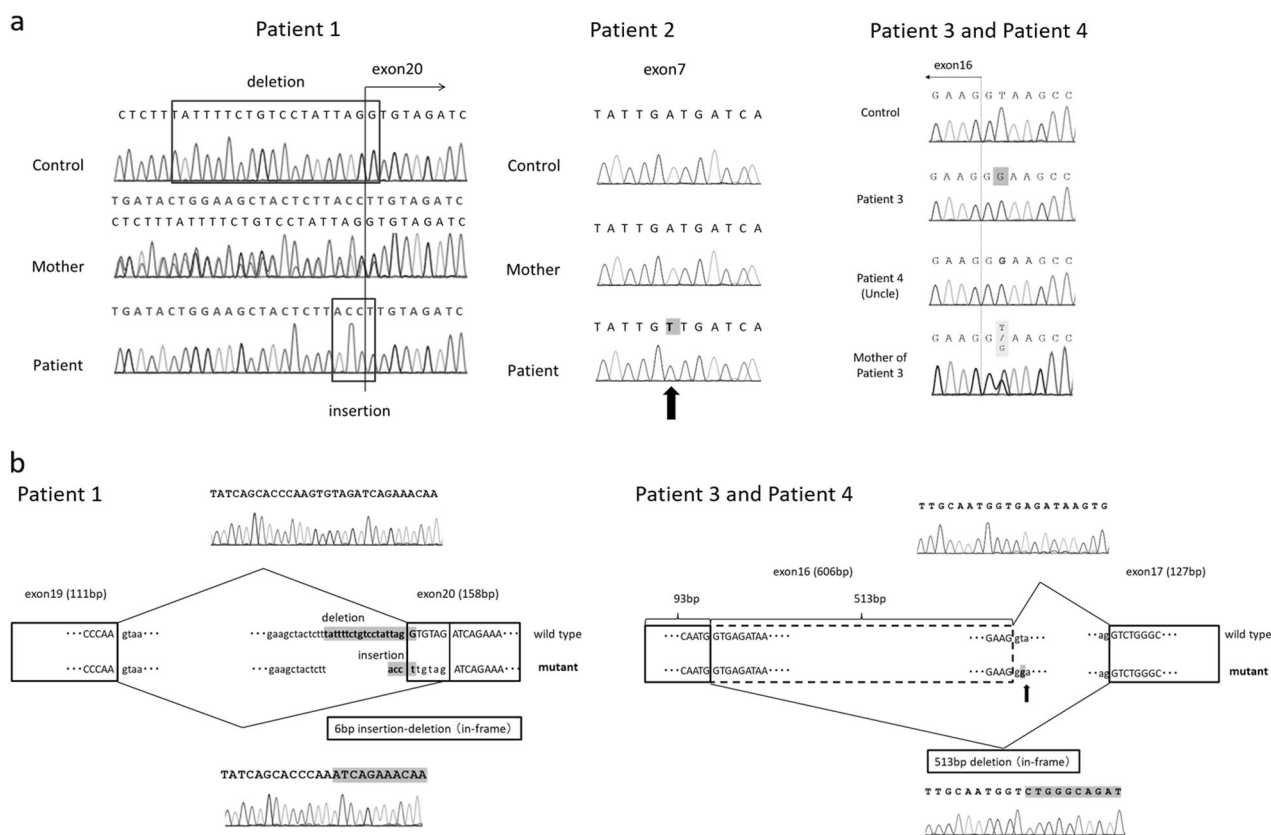 a
Patient 1
deletion
exon20
CTCTTTATTTTCTGTCCTATTAGGTGTAGATC
Control
TGATACTGGAAGCTACTCTTACCTTGTAGATC
CTCTTTATTTTCTGTCCTATTAGGTGTAGATC
Mother
TGATACTGGAAGCTACTCTTACCTTGTAGATC
Patient
insertion
Patient 2
exon7
TATTGATGATCA
Control
TATTGATGATCA
Mother
TATTGTTGATCA
Patient
Patient 3 and Patient 4
exon16
GAAGGTAAGCC
Control
GAAGGGAAGCC
Patient 3
GAAGGGAAGCC
Patient 4
(Uncle)
GAAGG T/G AAGCC
Mother of
Patient 3
b
Patient 1
TATCAGCACCCAAGTGTAGATCAGAAACAA
exon19 (111bp)
exon20 (158bp)
deletion
···CCCAA gtaa··· ···gaagctactctttattttctgtcctattag GTGTAG ATCAGAAA··· wild type
insertion
···CCCAA gtaa··· gaagctactctt acc t tgtag ATCAGAAA··· mutant
6bp insertion-deletion (in-frame)
TATCAGCACCCAAATCAGAAACAA
Patient 3 and Patient 4
TTGCAATGGTGAGATAAGTG
exon16 (606bp)
exon17 (127bp)
93bp
513bp
···CAATG GTGAGATAA··· ···GAAG gta··· ···ag GTCTGGGC··· wild type
···CAATG GTGAGATAA··· ···GAAG gga··· ···ag GTCTGGGC··· mutant
513bp deletion (in-frame)
TTGCAATGGTCTGGGCAGAT